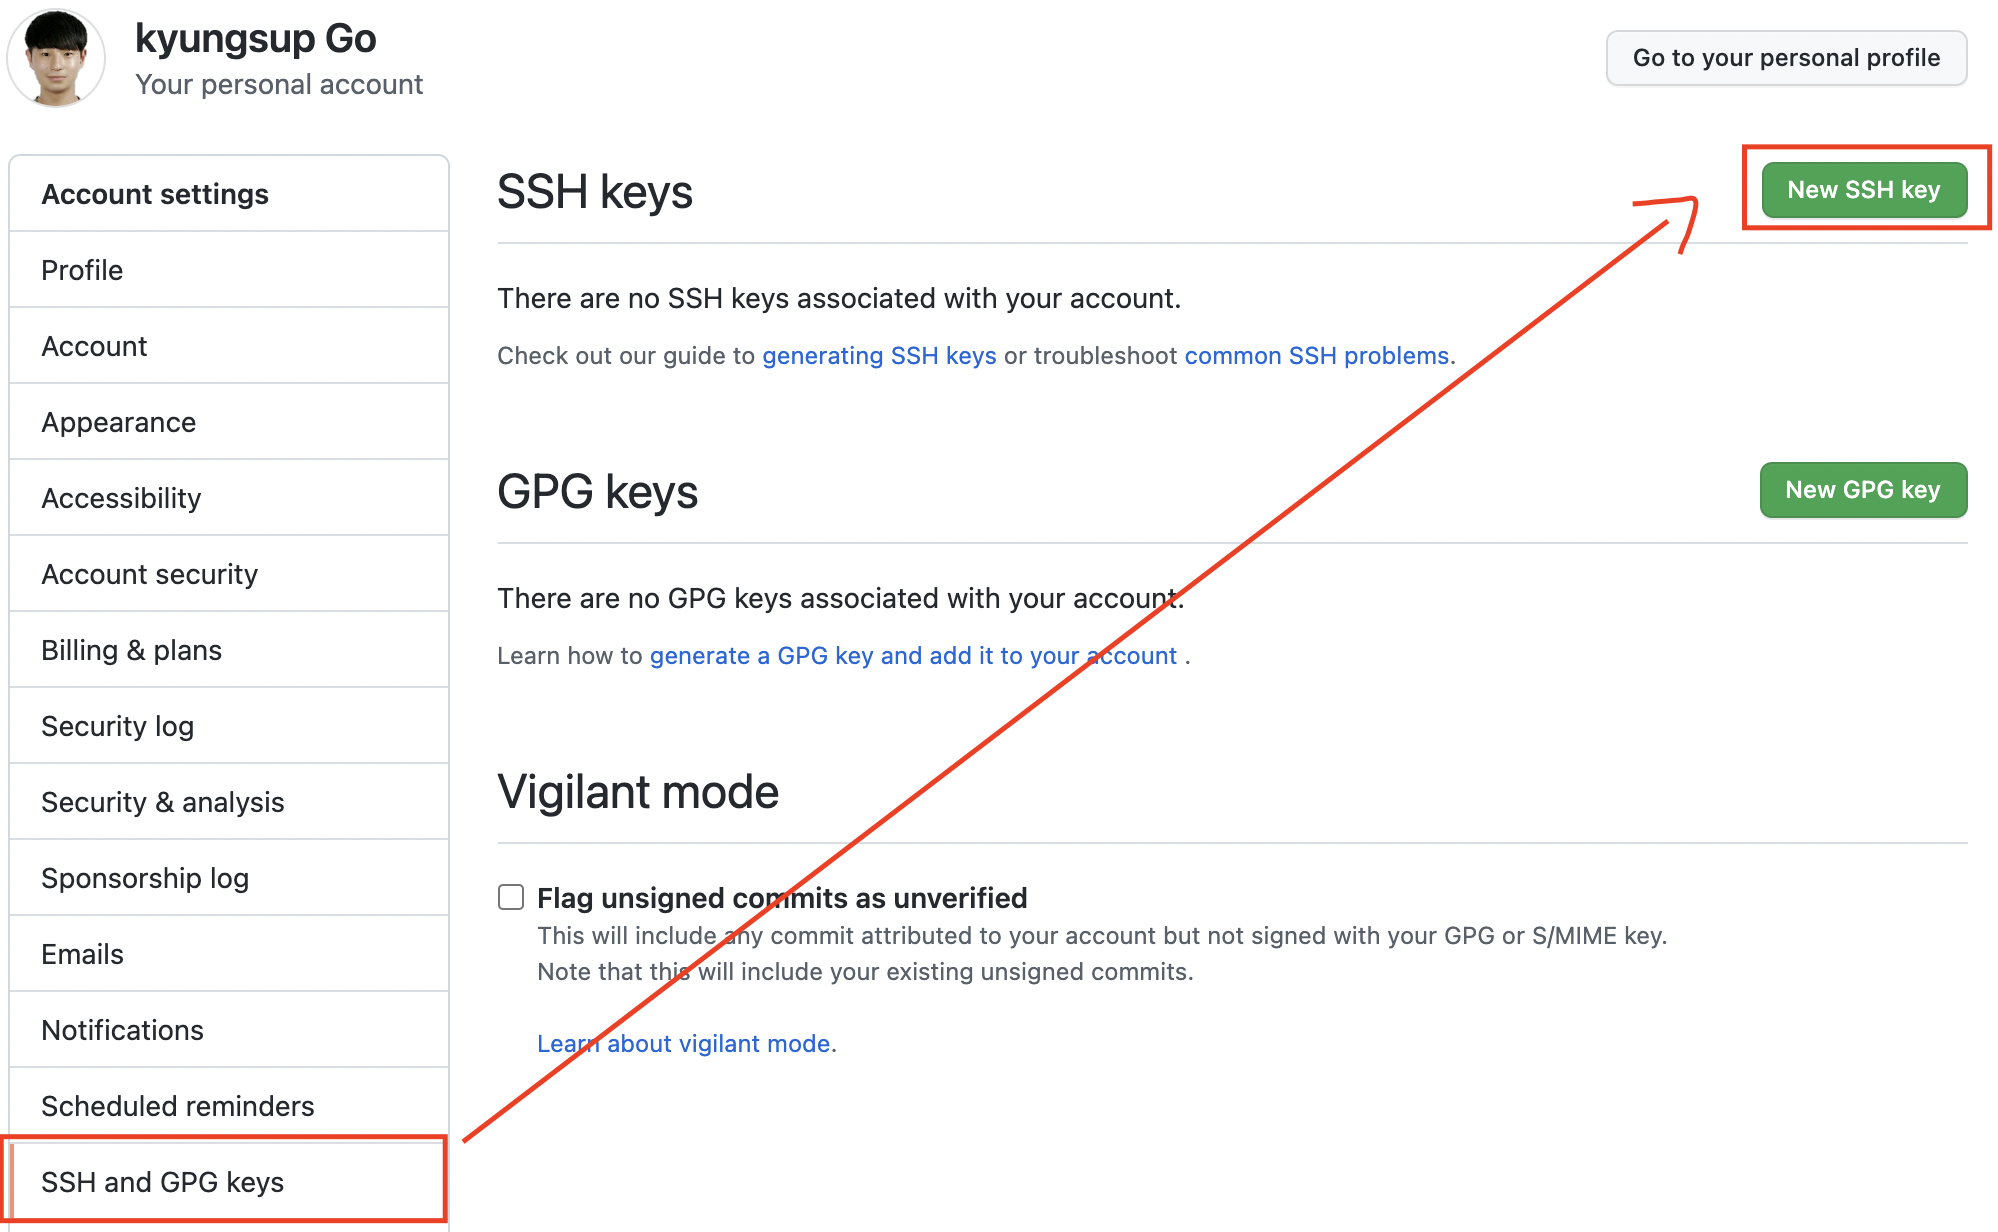 kyungsup Go
Your personal account
Go to your personal profile
Account settings
Profile
Account
Appearance
Accessibility
Account security
Billing & plans
Security log
Security & analysis
Sponsorship log
Emails
Notifications
Scheduled reminders
SSH and GPG keys
SSH keys
New SSH key
There are no SSH keys associated with your account.
Check out our guide to generating SSH keys or troubleshoot common SSH problems.
GPG keys
New GPG key
There are no GPG keys associated with your account.
Learn how to generate a GPG key and add it to your account .
Vigilant mode
Flag unsigned commits as unverified
This will include any commit attributed to your account but not signed with your GPG or S/MIME key.
Note that this will include your existing unsigned commits.
Learn about vigilant mode.